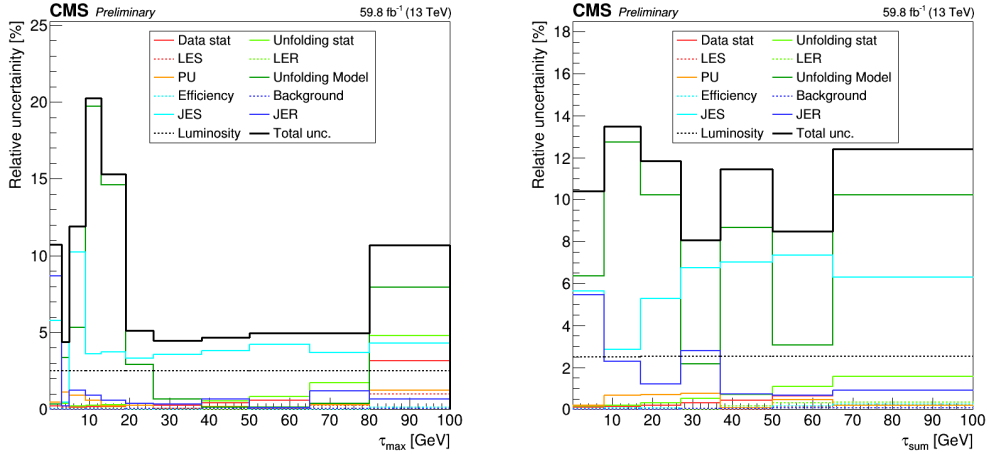 CMS Preliminary 59.8 fb⁻¹ (13 TeV)
Relative uncertainity [%]
25
20
15
10
5
0
Data stat Unfolding stat
LES LER
PU Unfolding Model
Efficiency Background
JES JER
Luminosity Total unc.
10 20 30 40 50 60 70 80 90 100
τmax [GeV]
CMS Preliminary 59.8 fb⁻¹ (13 TeV)
Relative uncertainity [%]
18
16
14
12
10
8
6
4
2
0
Data stat Unfolding stat
LES LER
PU Unfolding Model
Efficiency Background
JES JER
Luminosity Total unc.
10 20 30 40 50 60 70 80 90 100
τsum [GeV]